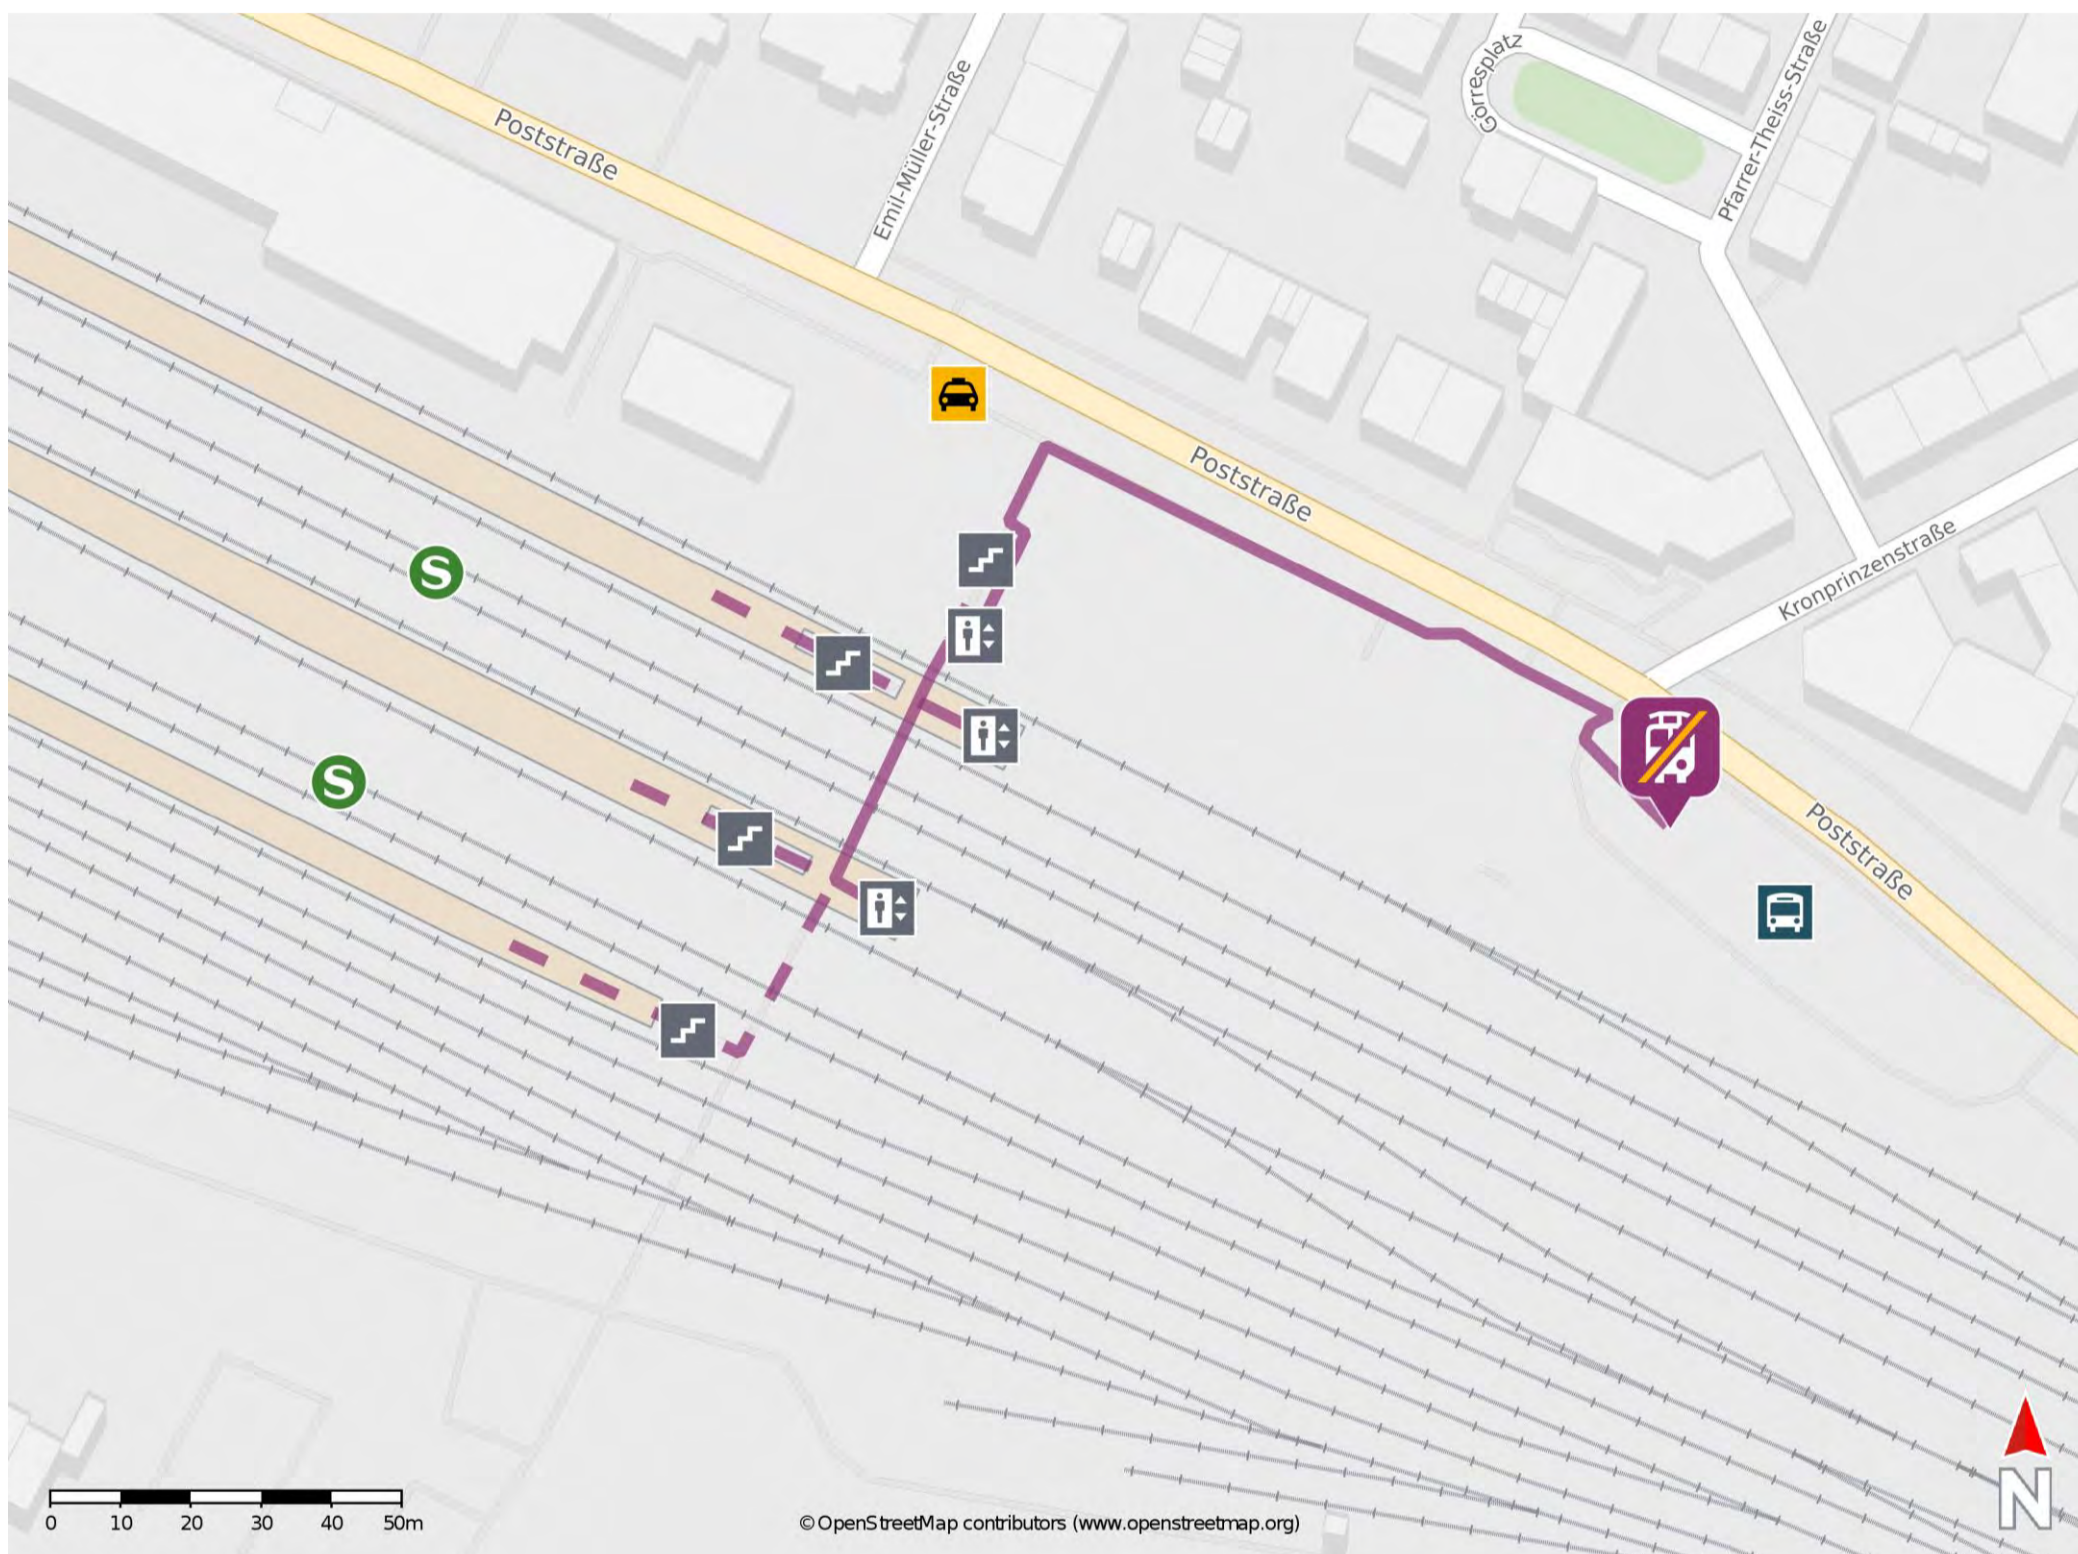 Görresplatz
Pfarrer-Theiss-Straße
Emil-Müller-Straße
Poststraße
Poststraße
Kronprinzenstraße
Poststraße
S
S
N
0 10 20 30 40 50m
© OpenStreetMap contributors (www.openstreetmap.org)